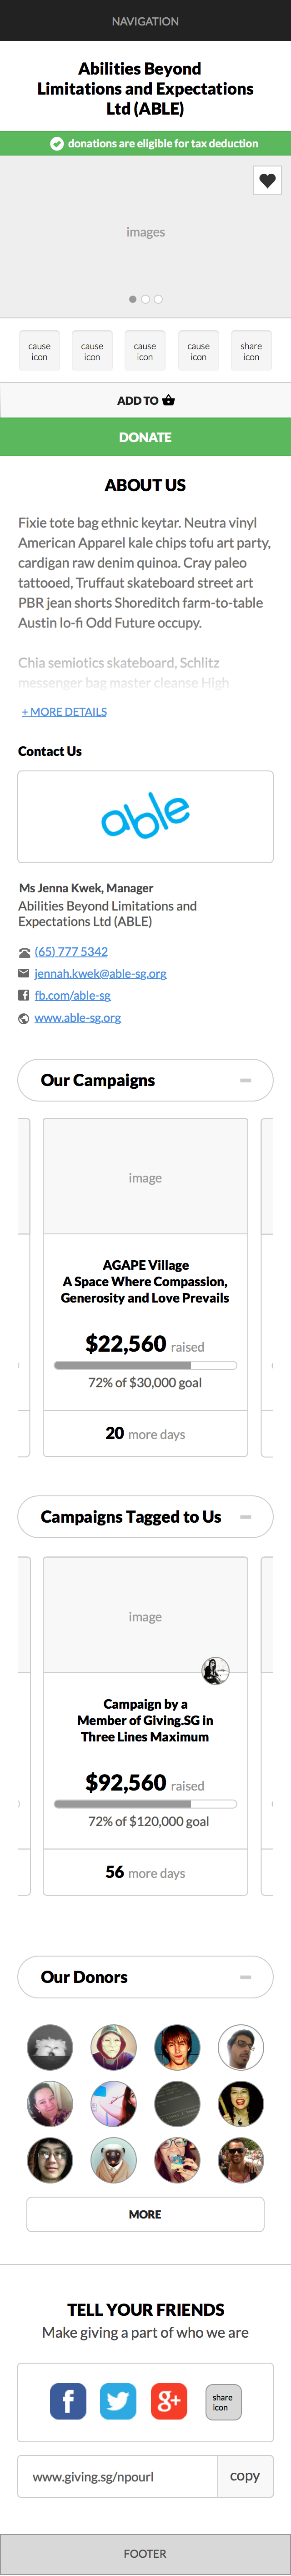 NAVIGATION
Abilities Beyond
Limitations and Expectations
Ltd (ABLE)
donations are eligible for tax deduction
images
cause
icon
cause
icon
cause
icon
cause
icon
share
icon
ADD TO
DONATE
ABOUT US
Fixie tote bag ethnic keytar. Neutra vinyl
American Apparel kale chips tofu art party,
cardigan raw denim quinoa. Cray paleo
tattooed, Truffaut skateboard street art
PBR jean shorts Shoreditch farm-to-table
Austin lo-fi Odd Future occupy.
Chia semiotics skateboard, Schlitz
messenger bag master cleanse High
+ MORE DETAILS
Contact Us
able
Ms Jenna Kwek, Manager
Abilities Beyond Limitations and
Expectations Ltd (ABLE)
(65) 777 5342
jennah.kwek@able-sg.org
fb.com/able-sg
www.able-sg.org
Our Campaigns
image
AGAPE Village
A Space Where Compassion,
Generosity and Love Prevails
$22,560 raised
72% of $30,000 goal
20 more days
Campaigns Tagged to Us
image
Campaign by a
Member of Giving.SG in
Three Lines Maximum
$92,560 raised
72% of $120,000 goal
56 more days
Our Donors
MORE
TELL YOUR FRIENDS
Make giving a part of who we are
f
g+
share
icon
www.giving.sg/npourl
copy
FOOTER